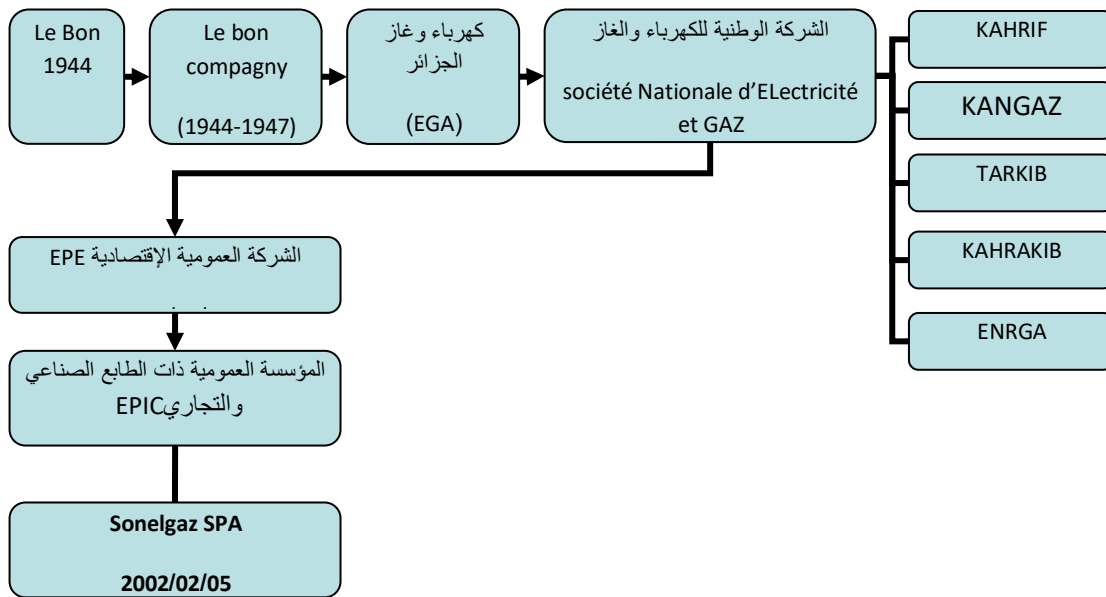 Le Bon
1944
Le bon
compagny
(1944-1947)
كهرباء وغاز
الجزائر
(EGA)
الشركة الوطنية للكهرباء والغاز
société Nationale d’ELectricité
et GAZ
KAHRIF
KANGAZ
TARKIB
KAHRAKIB
ENRGA
الشركة العمومية الإقتصادية EPE
المؤسسة العمومية ذات الطابع الصناعي
والتجاريEPIC
Sonelgaz SPA
2002/02/05